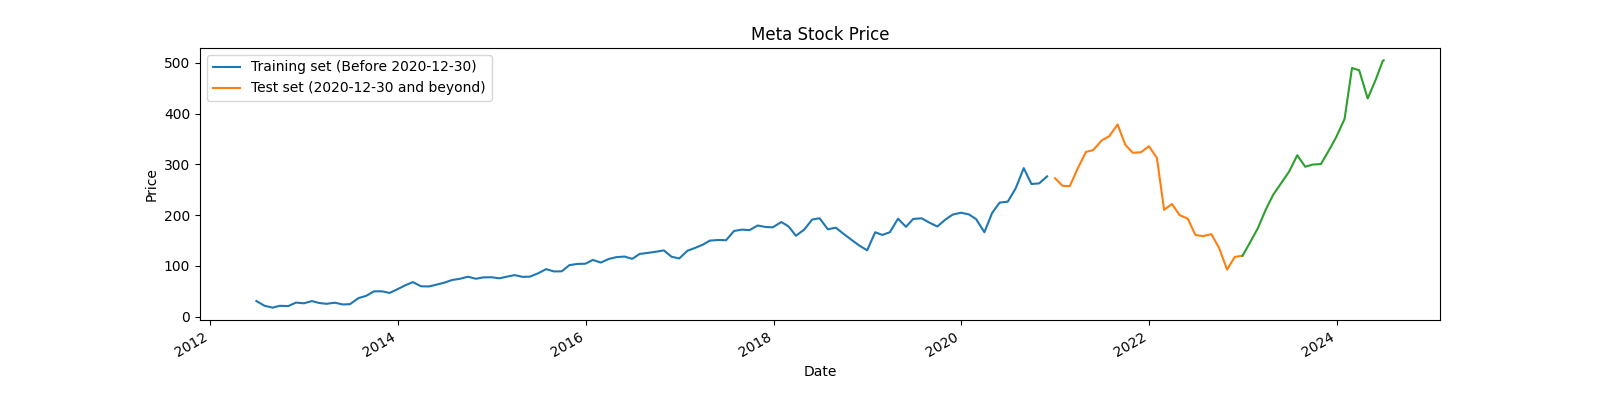 Meta Stock Price
Training set (Before 2020-12-30)
Test set (2020-12-30 and beyond)
500
400
300
200
100
0
Price
2012
2014
2016
2018
2020
2022
2024
Date